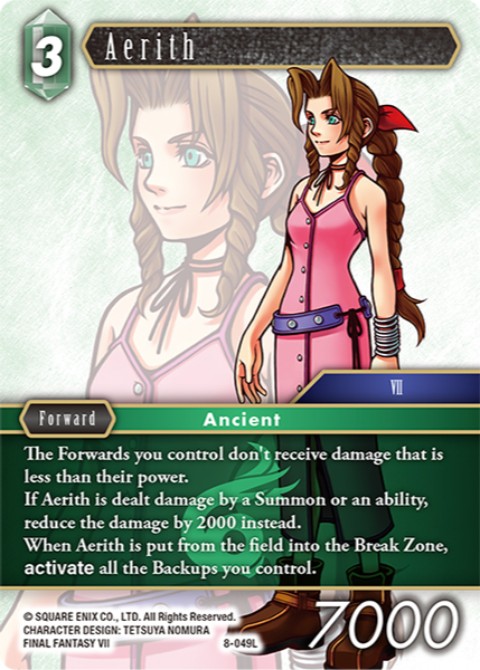 3
Aerith
VII
Forward
Ancient
The Forwards you control don't receive damage that is
less than their power.
If Aerith is dealt damage by a Summon or an ability,
reduce the damage by 2000 instead.
When Aerith is put from the field into the Break Zone,
activate all the Backups you control.
© SQUARE ENIX CO., LTD. All Rights Reserved.
CHARACTER DESIGN: TETSUYA NOMURA
FINAL FANTASY VII
8-049L
7000